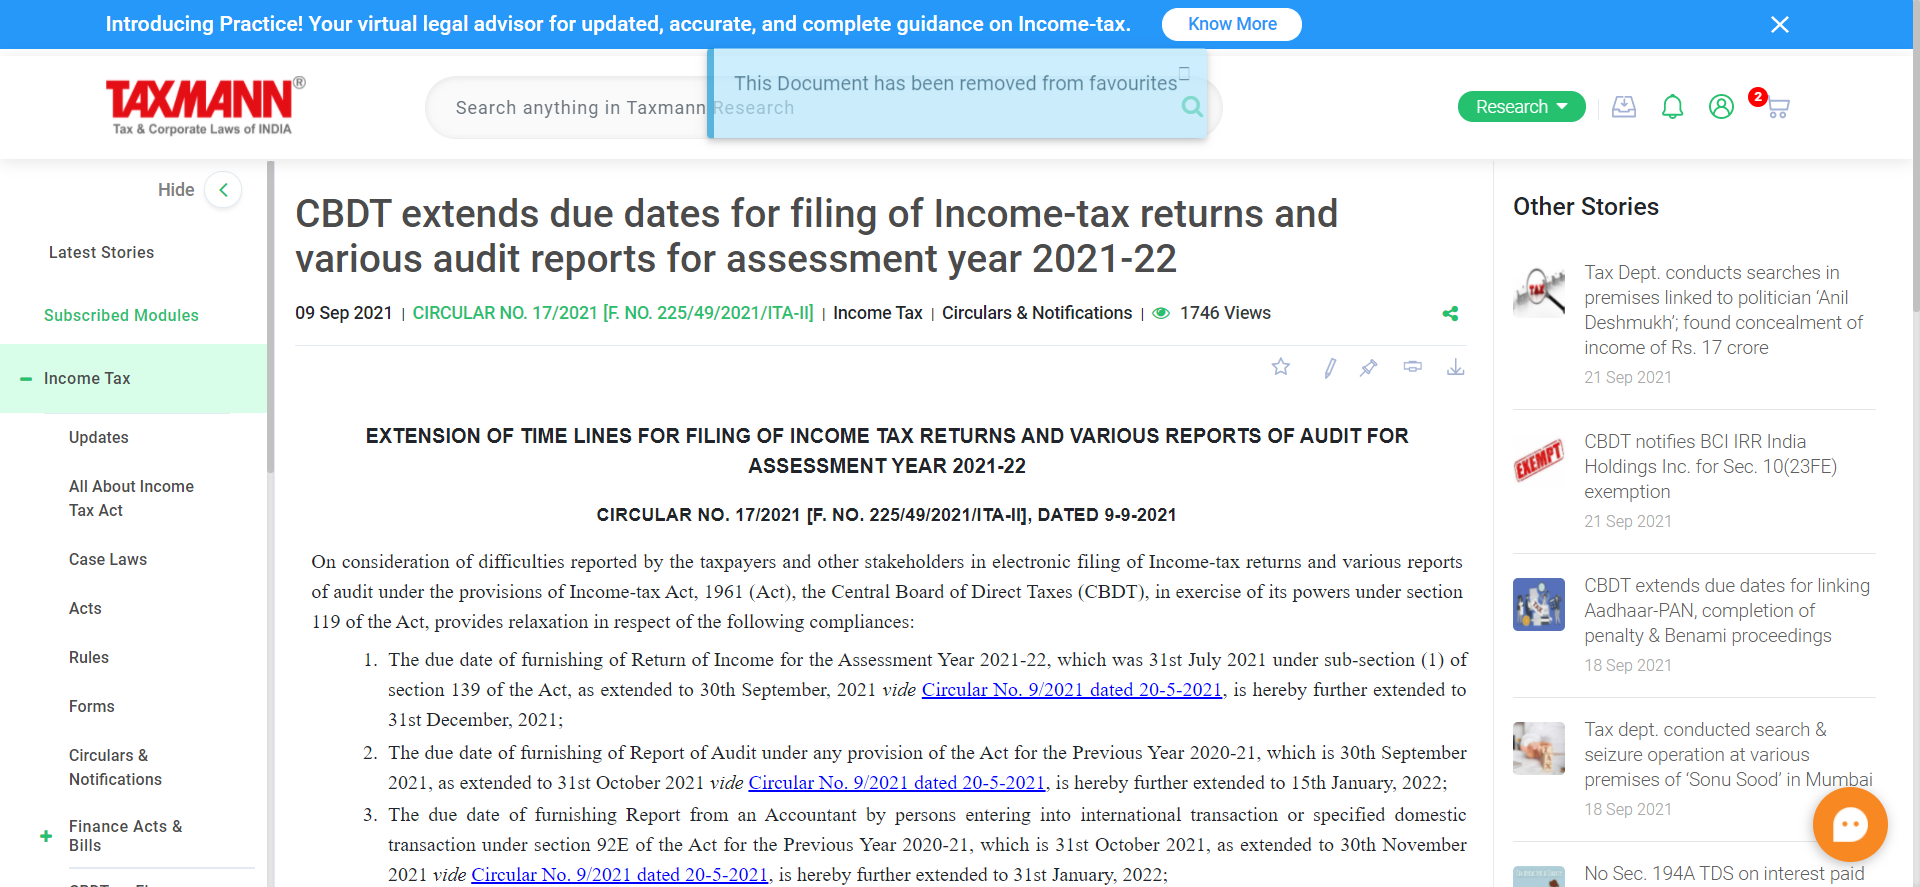 Introducing Practice! Your virtual legal advisor for updated, accurate, and complete guidance on Income-tax. Know More
This Document has been removed from favourites
TAXMANN®
Tax & Corporate Laws of INDIA
Search anything in Taxmann Research
Research
2
Hide
Latest Stories
Subscribed Modules
Income Tax
Updates
All About Income
Tax Act
Case Laws
Acts
Rules
Forms
Circulars &
Notifications
Finance Acts &
Bills
CBDT extends due dates for filing of Income-tax returns and
various audit reports for assessment year 2021-22
09 Sep 2021 | CIRCULAR NO. 17/2021 [F. NO. 225/49/2021/ITA-II] | Income Tax | Circulars & Notifications | 1746 Views
EXTENSION OF TIME LINES FOR FILING OF INCOME TAX RETURNS AND VARIOUS REPORTS OF AUDIT FOR
ASSESSMENT YEAR 2021-22
CIRCULAR NO. 17/2021 [F. NO. 225/49/2021/ITA-II], DATED 9-9-2021
On consideration of difficulties reported by the taxpayers and other stakeholders in electronic filing of Income-tax returns and various reports
of audit under the provisions of Income-tax Act, 1961 (Act), the Central Board of Direct Taxes (CBDT), in exercise of its powers under section
119 of the Act, provides relaxation in respect of the following compliances:
1. The due date of furnishing of Return of Income for the Assessment Year 2021-22, which was 31st July 2021 under sub-section (1) of
section 139 of the Act, as extended to 30th September, 2021 vide Circular No. 9/2021 dated 20-5-2021, is hereby further extended to
31st December, 2021;
2. The due date of furnishing of Report of Audit under any provision of the Act for the Previous Year 2020-21, which is 30th September
2021, as extended to 31st October 2021 vide Circular No. 9/2021 dated 20-5-2021, is hereby further extended to 15th January, 2022;
3. The due date of furnishing Report from an Accountant by persons entering into international transaction or specified domestic
transaction under section 92E of the Act for the Previous Year 2020-21, which is 31st October 2021, as extended to 30th November
2021 vide Circular No. 9/2021 dated 20-5-2021, is hereby further extended to 31st January, 2022;
Other Stories
TAX
Tax Dept. conducts searches in
premises linked to politician ‘Anil
Deshmukh’; found concealment of
income of Rs. 17 crore
21 Sep 2021
EXEMPT
CBDT notifies BCI IRR India
Holdings Inc. for Sec. 10(23FE)
exemption
21 Sep 2021
CBDT extends due dates for linking
Aadhaar-PAN, completion of
penalty & Benami proceedings
18 Sep 2021
Tax dept. conducted search &
seizure operation at various
premises of ‘Sonu Sood’ in Mumbai
18 Sep 2021
No Sec. 194A TDS on interest paid